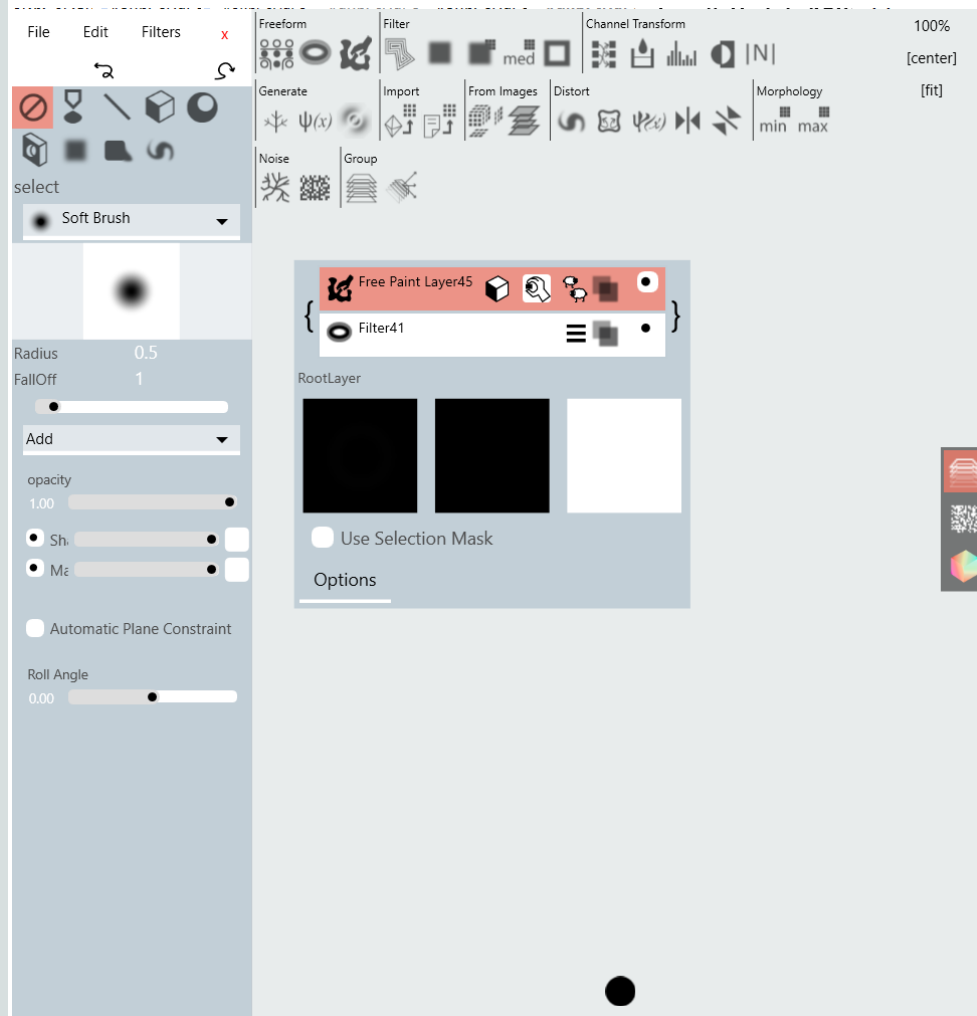 File Edit Filters x
select
Soft Brush
Radius 0.5
FallOff 1
Add
opacity
1.00
Sh
Ma
Automatic Plane Constraint
Roll Angle
0.00
Freeform Filter Channel Transform
med |N|
Generate Import From Images Distort Morphology
ψ(x) min max
Noise Group
100%
[center]
[fit]
{ Free Paint Layer45 }
Filter41
RootLayer
Use Selection Mask
Options